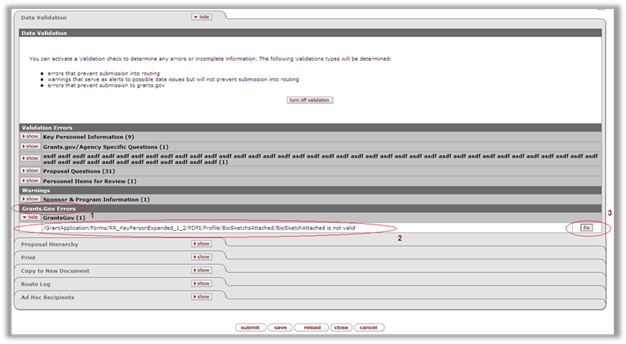 Data Validation ▾ hide
Data Validation
You can activate a Validation check to determine any errors or incomplete information. The following Validations types will be determined:
▪ errors that prevent submission into routing
▪ warnings that serve as alerts to possible data issues but will not prevent submission into routing
▪ errors that prevent submission to grants.gov
turn off validation
Validation Errors
▸ show Key Personnel Information (9)
▸ show Grants.gov/Agency Specific Questions (1)
▸ show asdf asdf asdf asdf asdf asdf asdf asdf asdf asdf asdf asdf asdf asdf asdf asdf asdf asdf asdf asdf asdf asdf asdf asdf asdf asdf asdf asdf asdf asdf asdf asdf
asdf asdf asdf asdf asdf asdf asdf asdf asdf asdf (1)
▸ show Proposal Questions (31)
▸ show Personnel Items for Review (1)
Warnings
▸ show Sponsor & Program Information (1)
Grants.Gov Errors
▾ hide GrantsGov (1)
1
3
/GrantApplication/Forms/RR_KeyPersonExpanded_1_2/PDPI/Profile/BioSketchsAttached/BioSketchAttached is not valid
fix
2
Proposal Hierarchy ▸ show
Print ▸ show
Copy to New Document ▸ show
Route Log ▸ show
Ad Hoc Recipients ▸ show
submit save reload close cancel